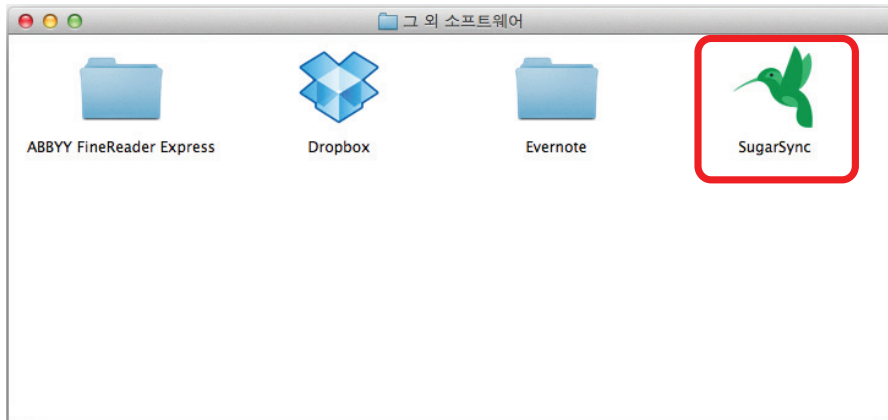 그 외 소프트웨어
ABBYY FineReader Express
Dropbox
Evernote
SugarSync